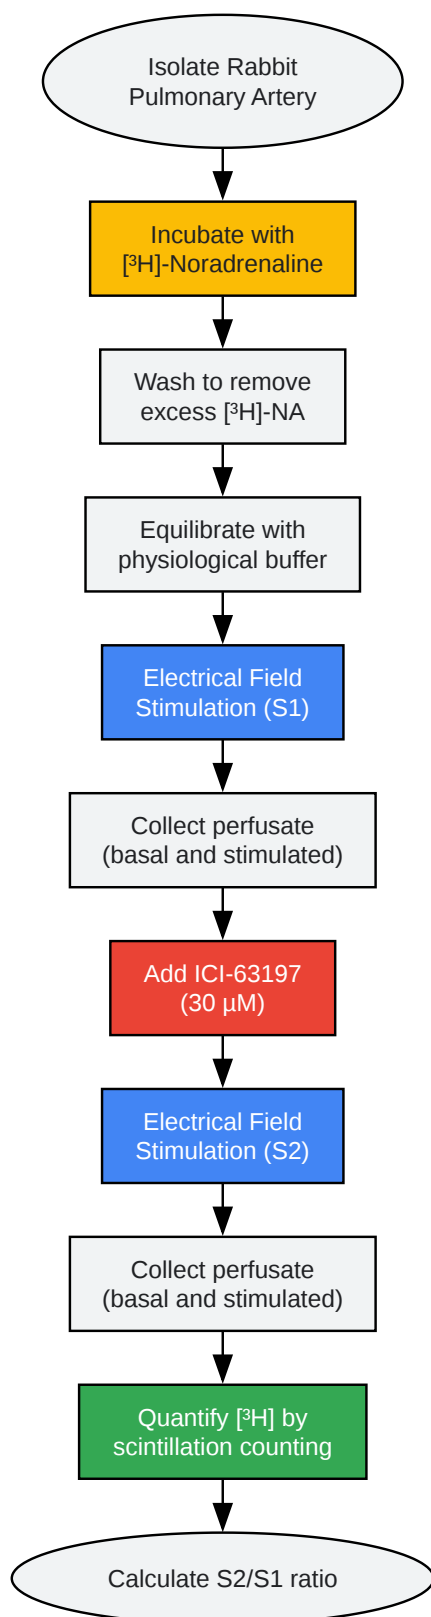 Isolate Rabbit
Pulmonary Artery
Incubate with
[³H]-Noradrenaline
Wash to remove
excess [³H]-NA
Equilibrate with
physiological buffer
Electrical Field
Stimulation (S1)
Collect perfusate
(basal and stimulated)
Add ICI-63197
(30 µM)
Electrical Field
Stimulation (S2)
Collect perfusate
(basal and stimulated)
Quantify [³H] by
scintillation counting
Calculate S2/S1 ratio